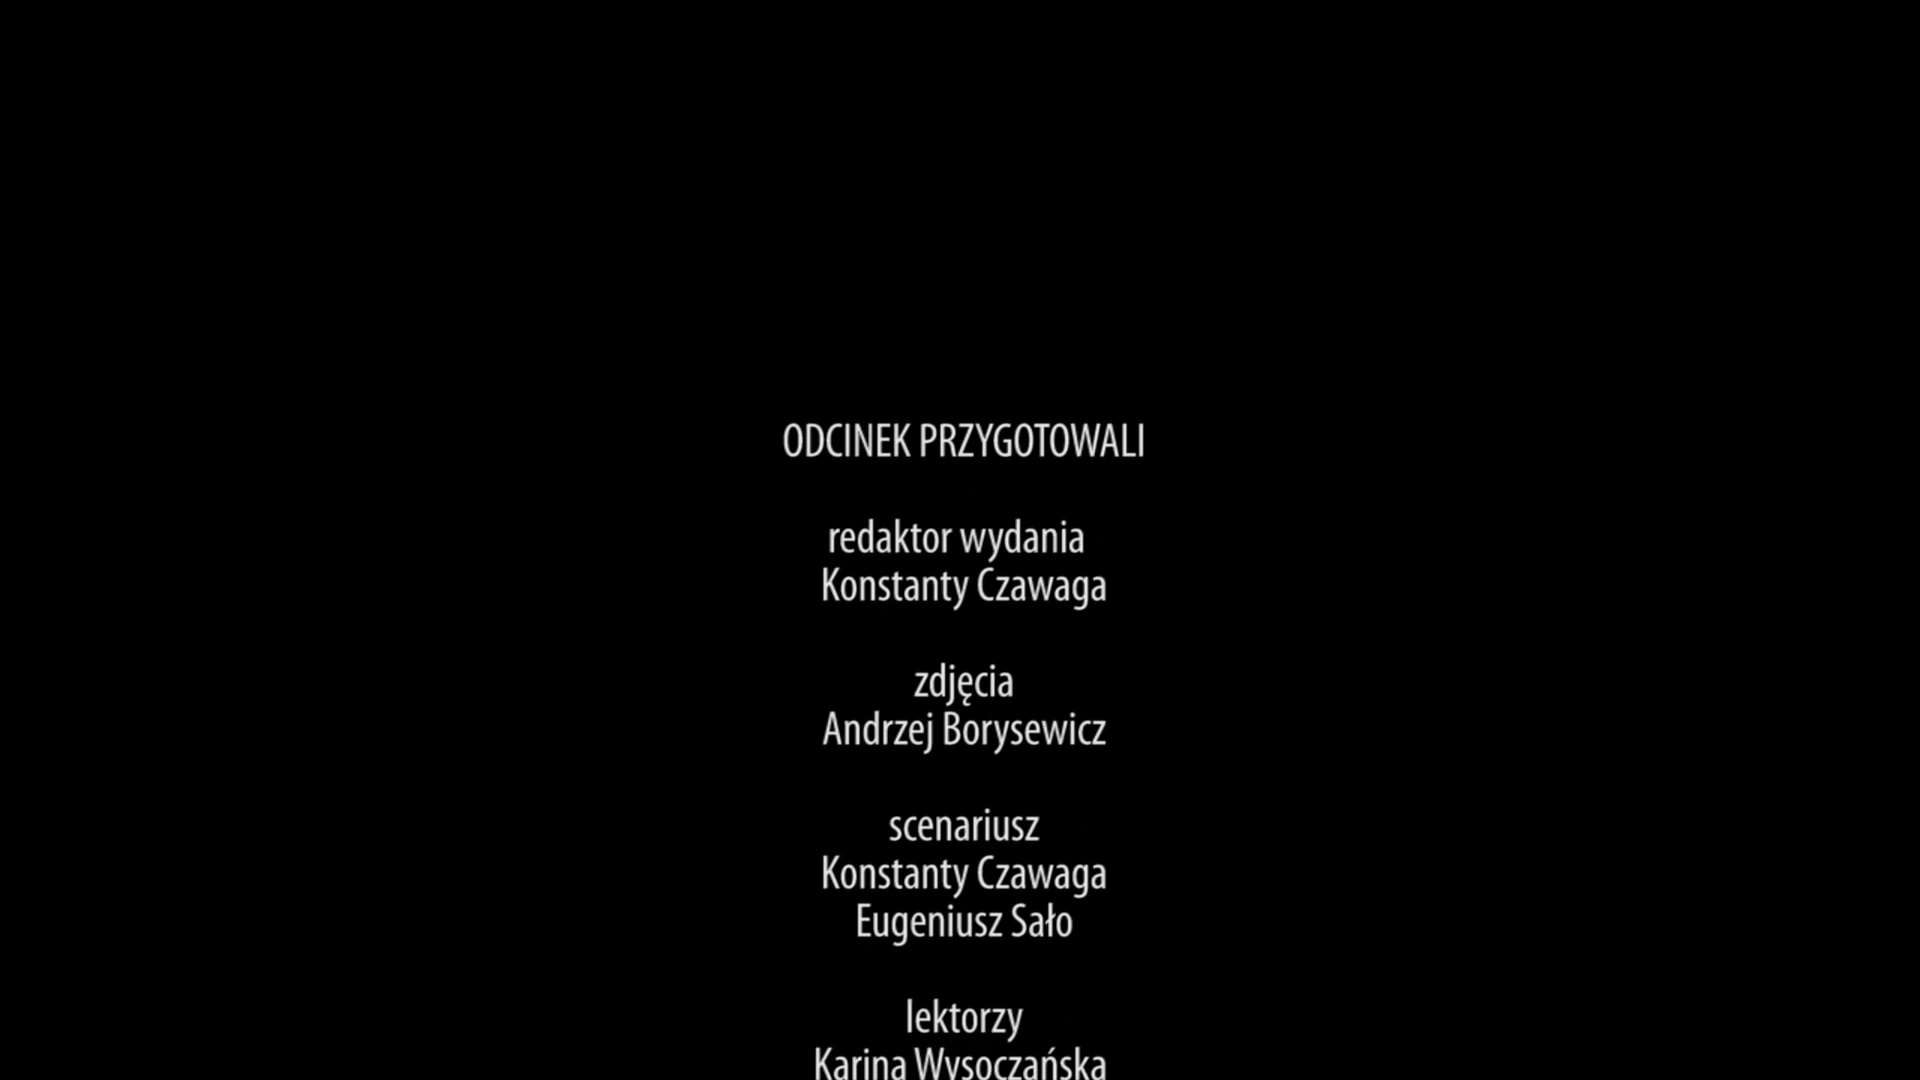 ODCINEK PRZYGOTOWALI
redaktor wydania
Konstanty Czawaga
zdjęcia
Andrzej Borysewicz
scenariusz
Konstanty Czawaga
Eugeniusz Sało
lektorzy
Karina Wysoczańska